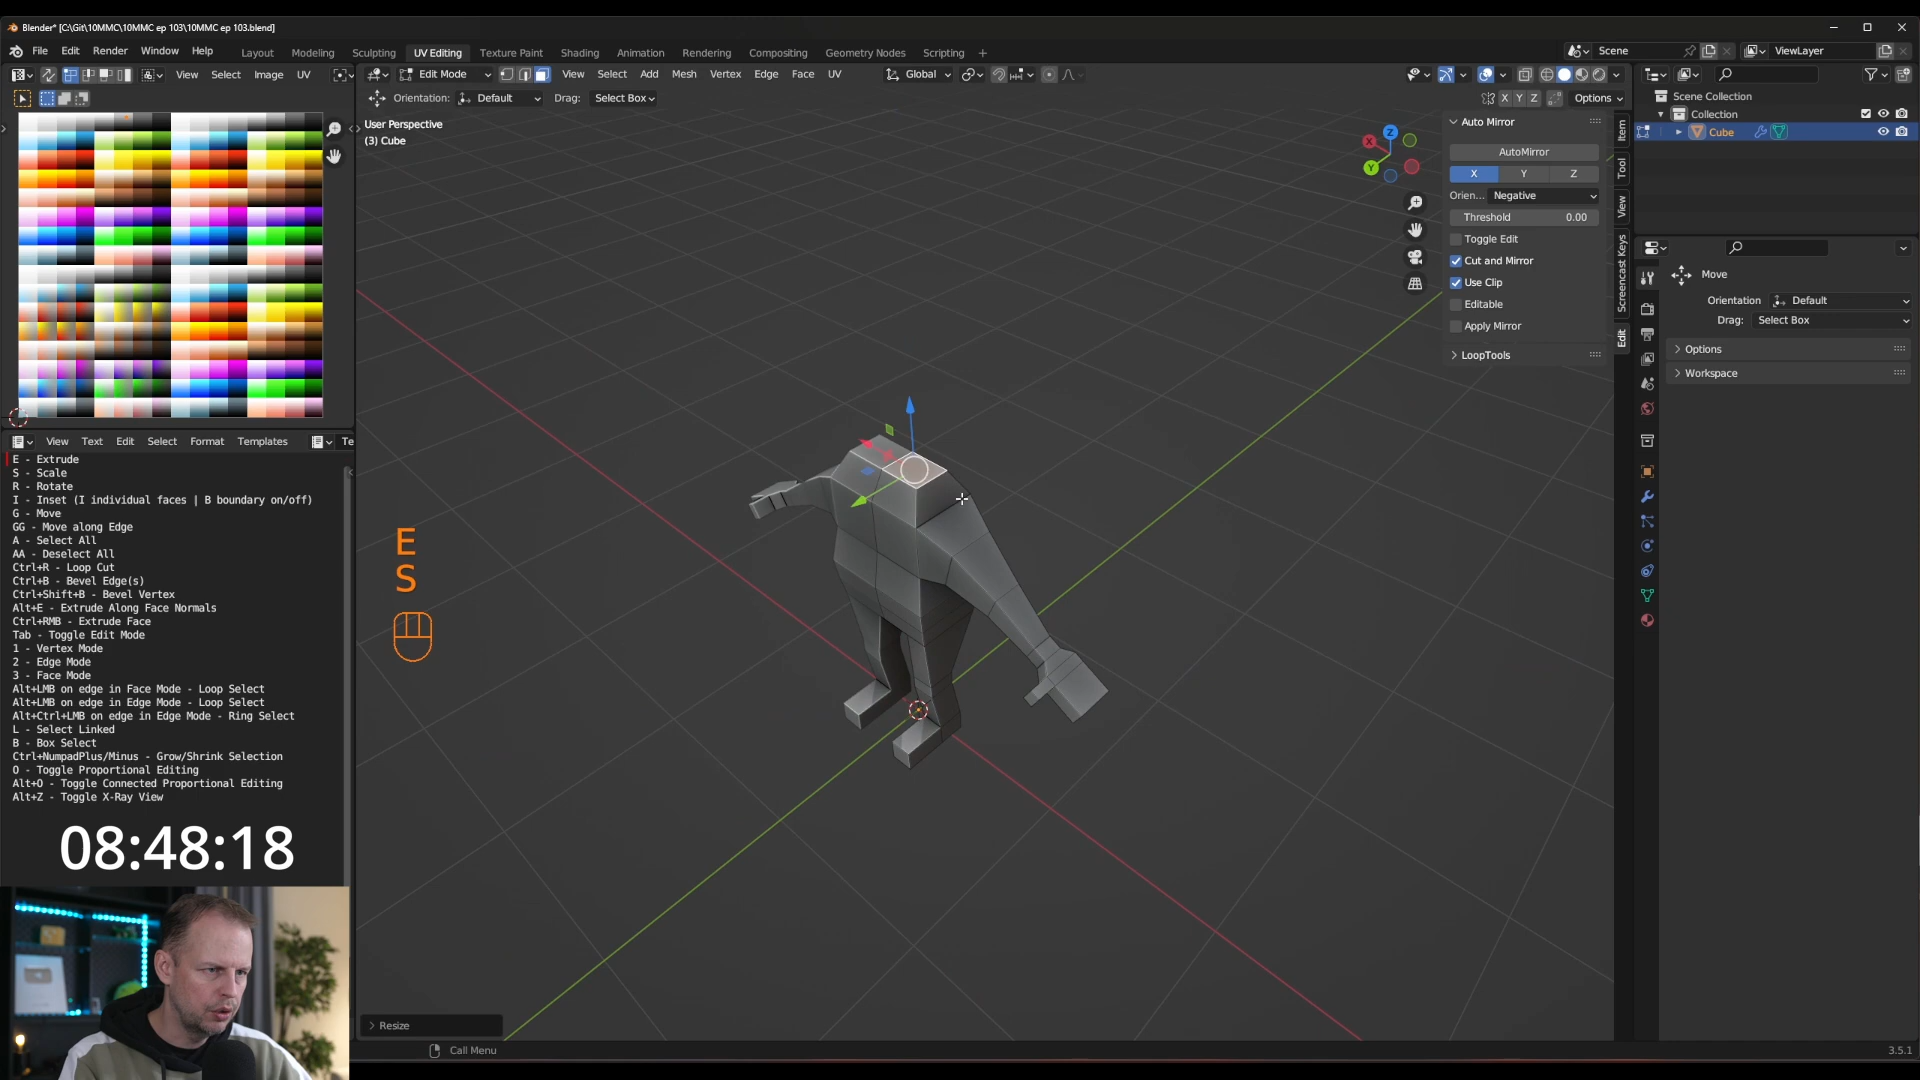 Blender* [C:\Git\10MMC\10MMC ep 103\10MMC ep 103.blend]
File Edit Render Window Help
Layout Modeling Sculpting UV Editing Texture Paint Shading Animation Rendering Compositing Geometry Nodes Scripting +
Scene
ViewLayer
View Select Image UV
Edit Mode View Select Add Mesh Vertex Edge Face UV
Global
Orientation: Default Drag: Select Box
X Y Z Options
User Perspective
(3) Cube
X Y Z
Auto Mirror
AutoMirror
X Y Z
Orien... Negative
Threshold 0.00
Toggle Edit
Cut and Mirror
Use Clip
Editable
Apply Mirror
LoopTools
Item
Tool
View
Screencast Keys
Edit
Scene Collection
Collection
Cube
Move
Orientation Default
Drag: Select Box
Options
Workspace
View Text Edit Select Format Templates Te
E - Extrude
S - Scale
R - Rotate
I - Inset (I individual faces | B boundary on/off)
G - Move
GG - Move along Edge
A - Select All
AA - Deselect All
Ctrl+R - Loop Cut
Ctrl+B - Bevel Edge(s)
Ctrl+Shift+B - Bevel Vertex
Alt+E - Extrude Along Face Normals
Ctrl+RMB - Extrude Face
Tab - Toggle Edit Mode
1 - Vertex Mode
2 - Edge Mode
3 - Face Mode
Alt+LMB on edge in Face Mode - Loop Select
Alt+LMB on edge in Edge Mode - Loop Select
Alt+Ctrl+LMB on edge in Edge Mode - Ring Select
L - Select Linked
B - Box Select
Ctrl+NumpadPlus/Minus - Grow/Shrink Selection
O - Toggle Proportional Editing
Alt+O - Toggle Connected Proportional Editing
Alt+Z - Toggle X-Ray View
E
S
08:48:18
Resize
Call Menu
3.5.1